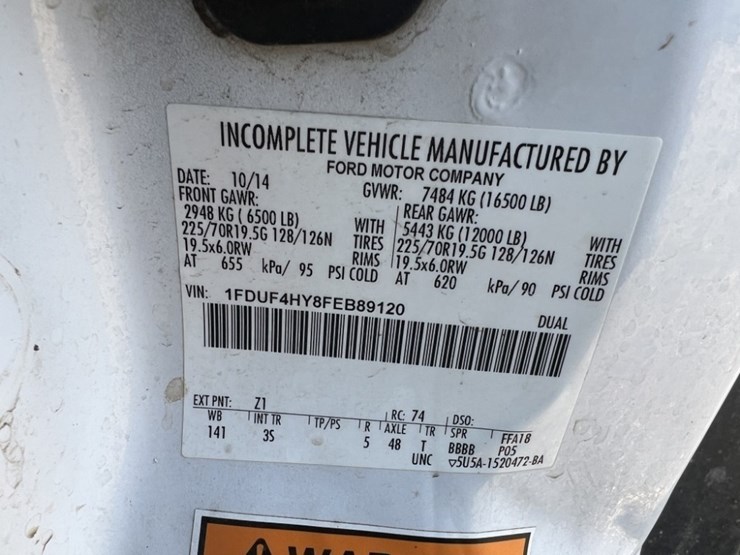 INCOMPLETE VEHICLE MANUFACTURED BY
FORD MOTOR COMPANY
DATE: 10/14 GVWR: 7484 KG (16500 LB)
FRONT GAWR: REAR GAWR:
2948 KG ( 6500 LB) WITH 5443 KG (12000 LB) WITH
225/70R19.5G 128/126N TIRES 225/70R19.5G 128/126N TIRES
19.5x6.0RW RIMS 19.5x6.0RW RIMS
AT 655 kPa/ 95 PSI COLD AT 620 kPa/ 90 PSI COLD
VIN: 1FDUF4HY8FEB89120 DUAL
EXT PNT: Z1 RC: 74 DSO:
WB INT TR TP/PS R AXLE TR SPR FFA18
141 3S 5 48 T BBBB POS
UNC ▽5U5A-1520472-BA